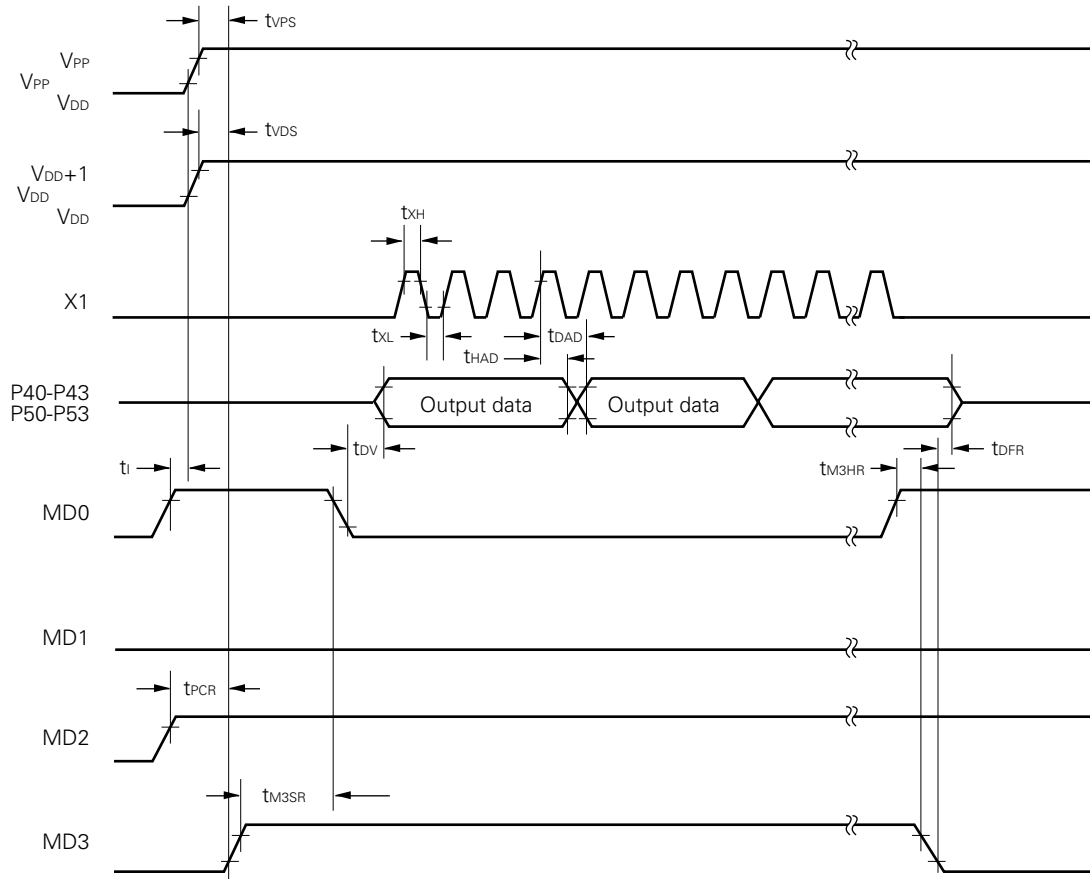 tVPS
VPP
VPP
VDD
tVDS
VDD+1
VDD
VDD
tXH
X1
tXL
tHAD
tDAD
P40-P43
P50-P53
Output data
Output data
tDV
tDFR
tI
tM3HR
MD0
MD1
tPCR
MD2
tM3SR
MD3